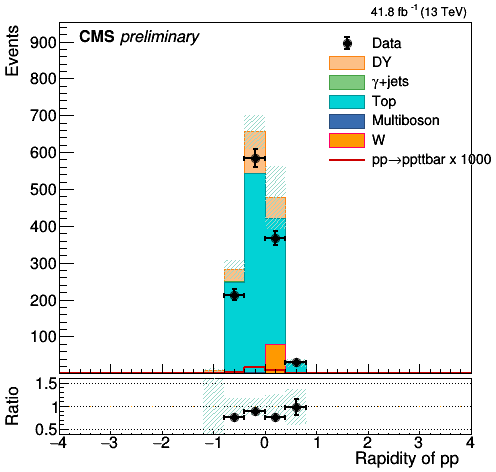 41.8 fb⁻¹ (13 TeV)
CMS preliminary
Events
900
800
700
600
500
400
300
200
100
Data
DY
γ+jets
Top
Multiboson
W
pp→ppttbar x 1000
Ratio
1.5
1
0.5
−4 −3 −2 −1 0 1 2 3 4
Rapidity of pp